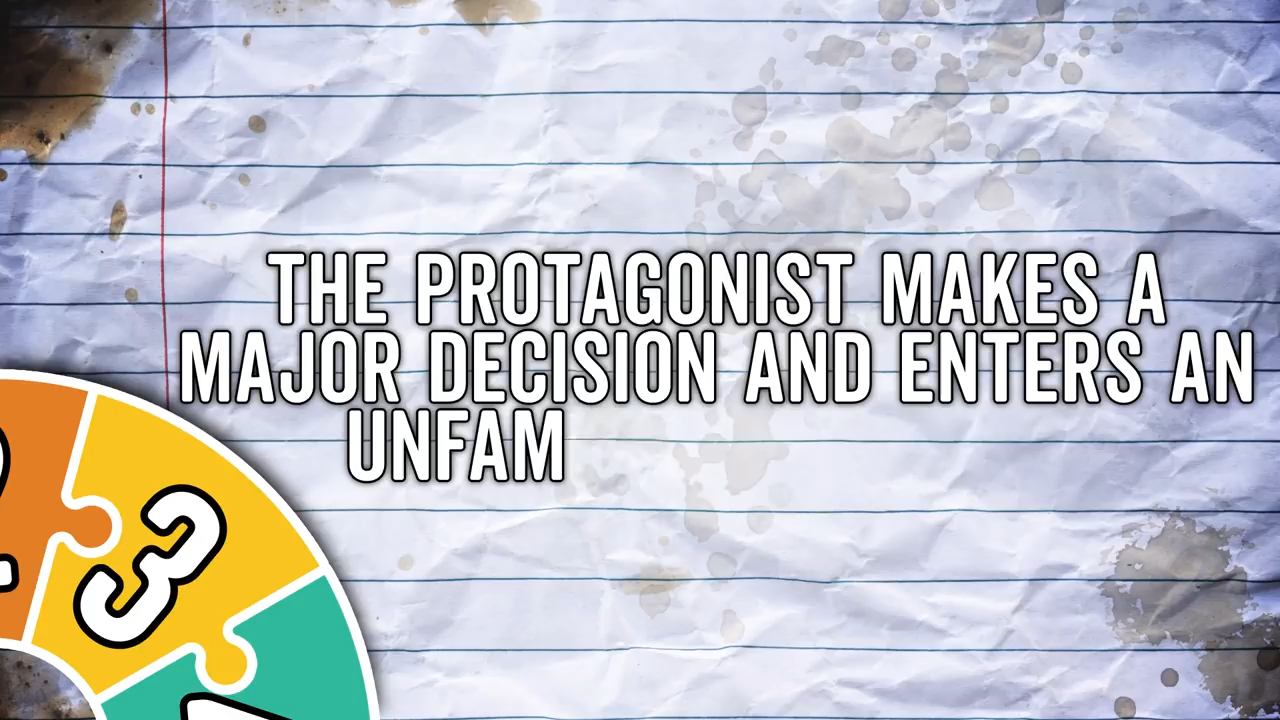 THE PROTAGONIST MAKES A
MAJOR DECISION AND ENTERS AN
UNFAM
3